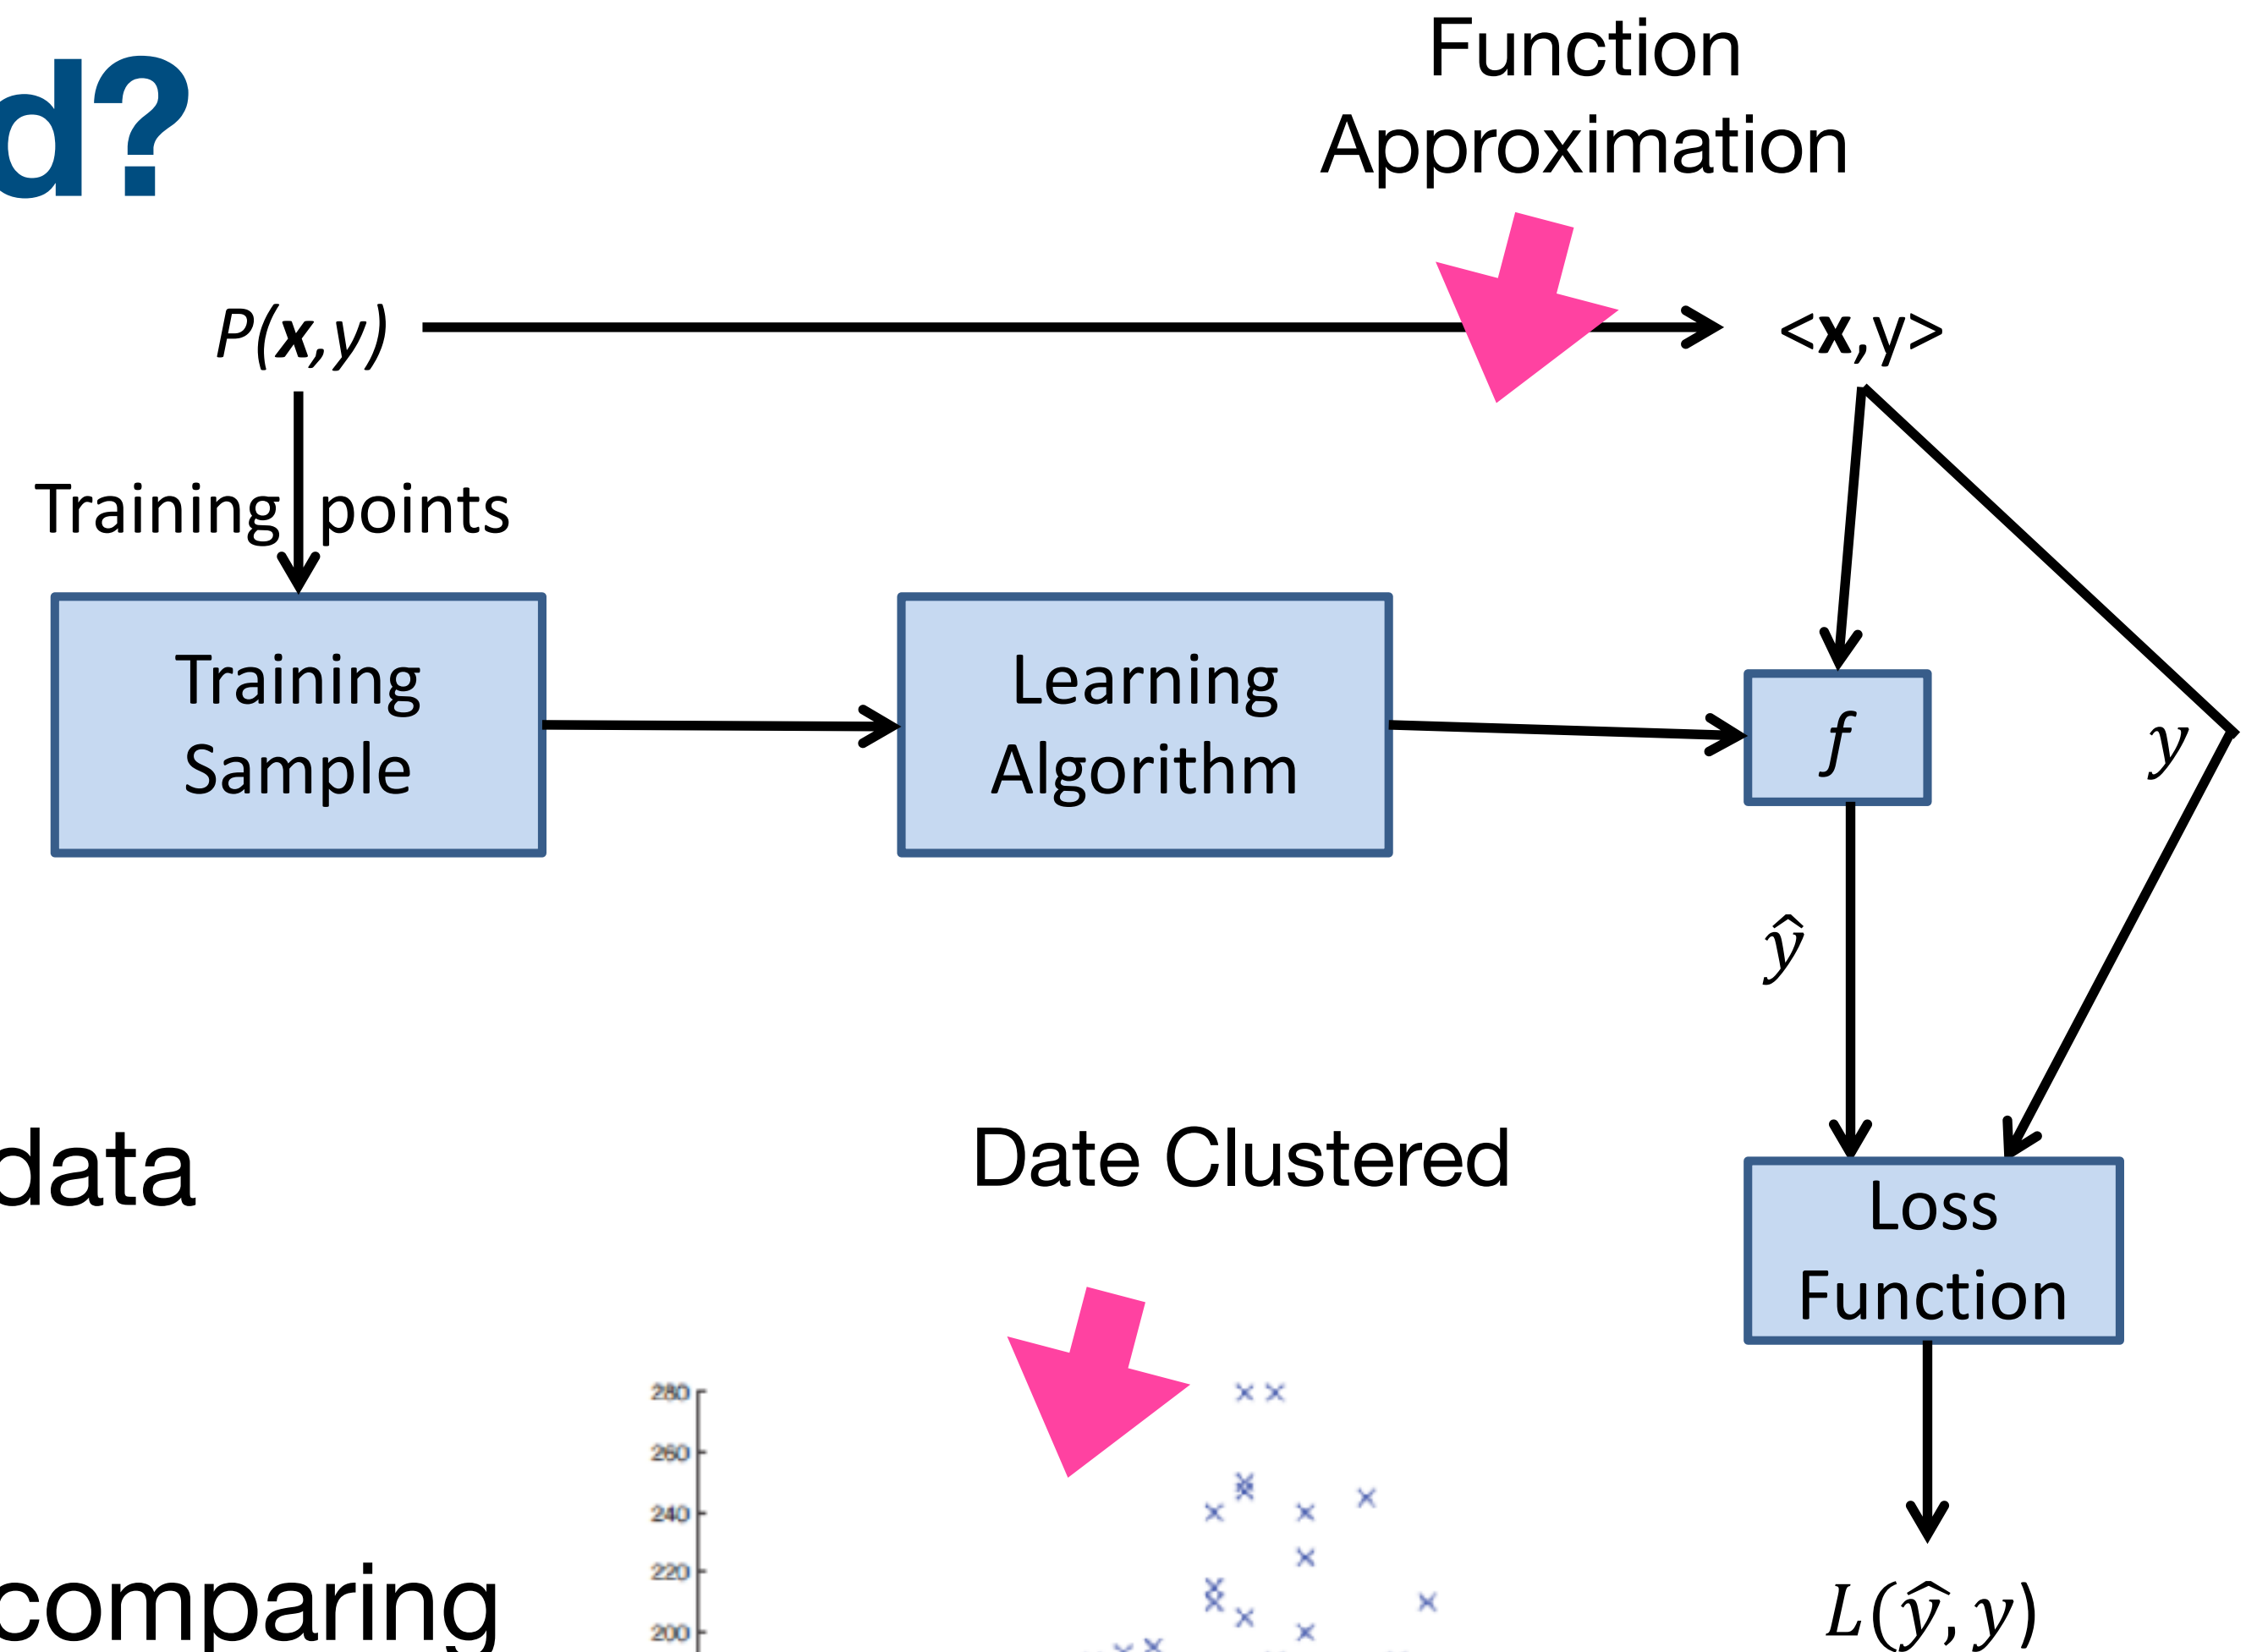 d?
Function
Approximation
P(x,y)
<x,y>
Training points
Training
Sample
Learning
Algorithm
f
y
ŷ
data
Date Clustered
Loss
Function
280
260
240
220
comparing
200
L(ŷ, y)